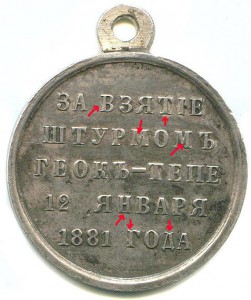 ЗА ВЗЯТІЕ
ШТУРМОМЪ
ГЕОКЪ-ТЕПЕ
12 ЯНВАРЯ
1881 ГОДА